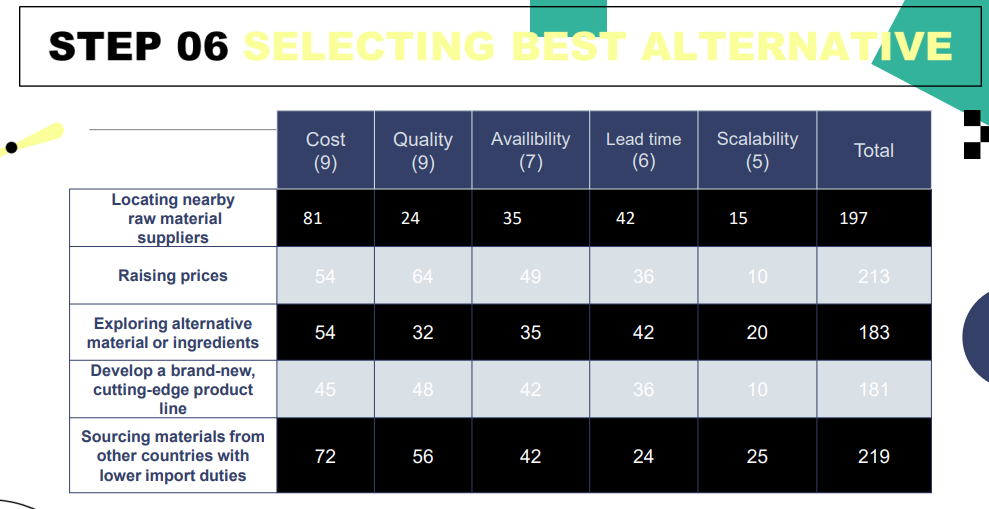 STEP 06 SELECTING BEST ALTERNATIVE
Cost Quality Availibility Lead time Scalability Total
(9) (9) (7) (6) (5)
Locating nearby
raw material
suppliers
81 24 35 42 15 197
Raising prices 54 64 49 36 10 213
Exploring alternative
material or ingredients
54 32 35 42 20 183
Develop a brand-new,
cutting-edge product
line
45 48 42 36 10 181
Sourcing materials from
other countries with
lower import duties
72 56 42 24 25 219